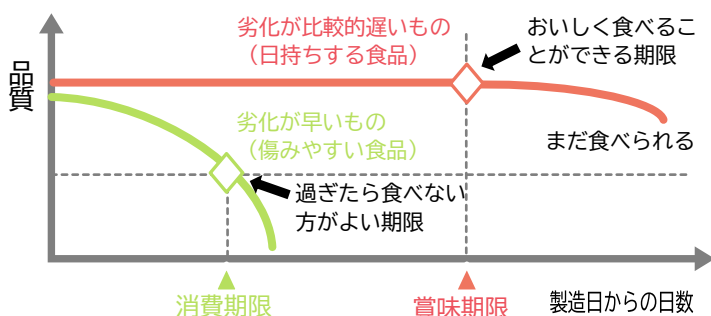 劣化が比較的遅いもの
（日持ちする食品）
おいしく食べるこ
とができる期限
品質
劣化が早いもの
（傷みやすい食品）
まだ食べられる
過ぎたら食べない
方がよい期限
消費期限
賞味期限
製造日からの日数